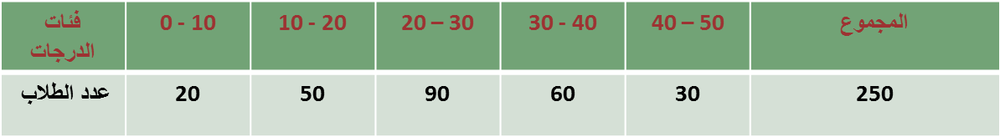 فئات الدرجات 0 - 10 10 - 20 20 – 30 30 - 40 40 – 50 المجموع
عدد الطلاب 20 50 90 60 30 250